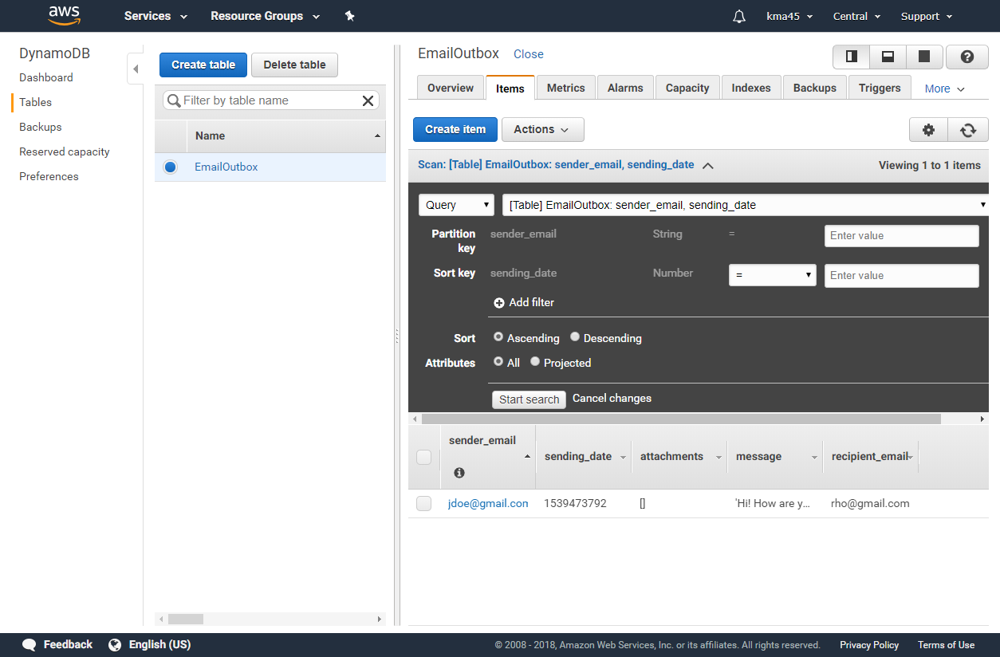 aws Services Resource Groups kma45 Central Support
DynamoDB
Dashboard
Tables
Backups
Reserved capacity
Preferences
Create table Delete table
Filter by table name
Name
EmailOutbox
EmailOutbox Close
Overview Items Metrics Alarms Capacity Indexes Backups Triggers More
Create item Actions
Scan: [Table] EmailOutbox: sender_email, sending_date Viewing 1 to 1 items
Query [Table] EmailOutbox: sender_email, sending_date
Partition key sender_email String = Enter value
Sort key sending_date Number = Enter value
Add filter
Sort Ascending Descending
Attributes All Projected
Start search Cancel changes
sender_email sending_date attachments message recipient_email
jdoe@gmail.con 1539473792 [] 'Hi! How are y... rho@gmail.com
Feedback English (US) © 2008 - 2018, Amazon Web Services, Inc. or its affiliates. All rights reserved. Privacy Policy Terms of Use